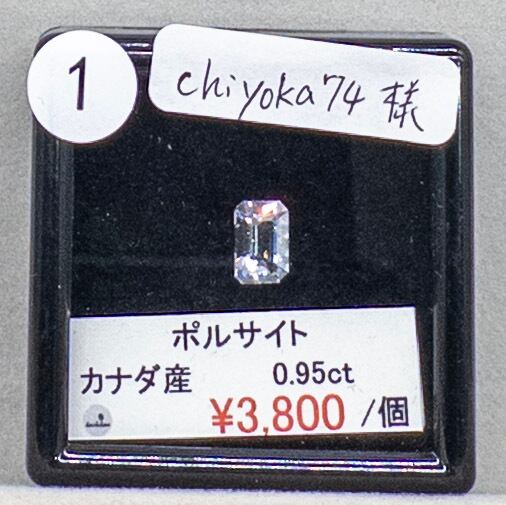 1
chiyoka74 様
ポルサイト
カナダ産 0.95ct
¥3,800 /個